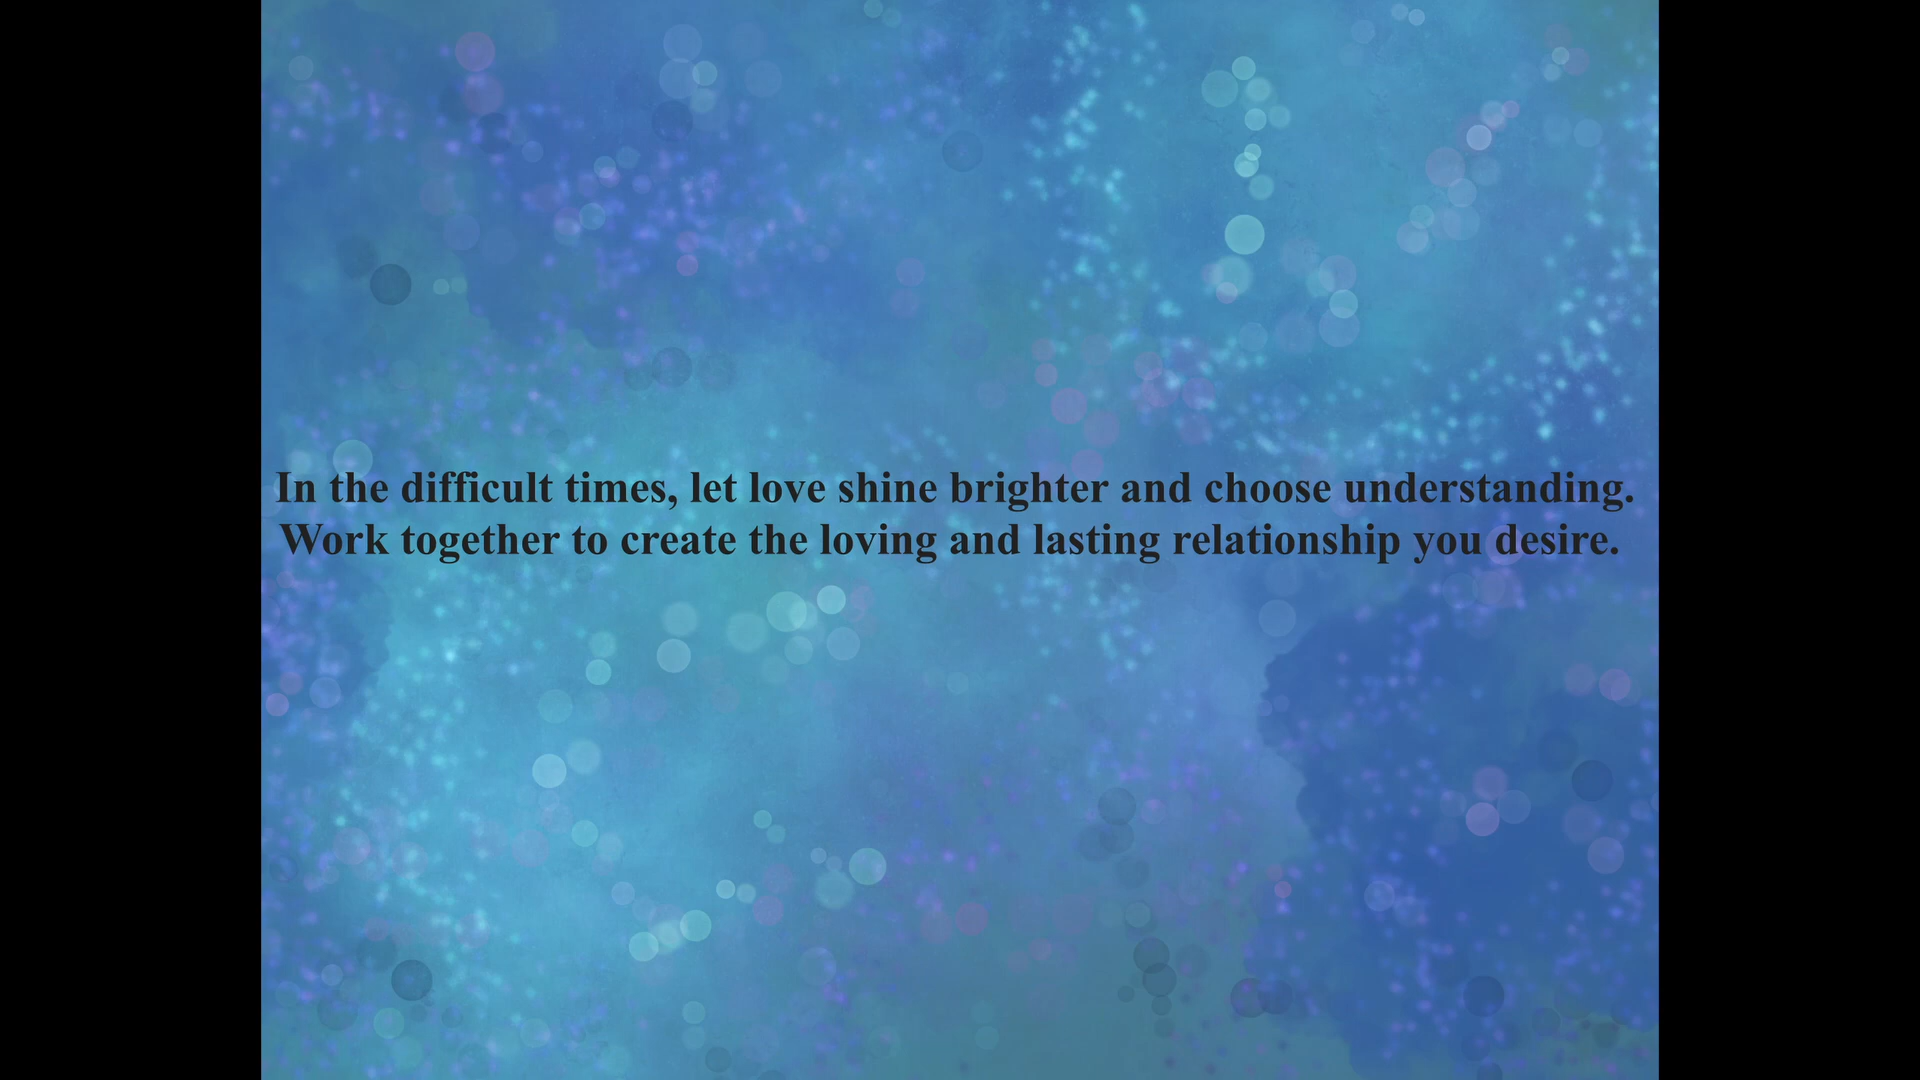 In the difficult times, let love shine brighter and choose understanding.
Work together to create the loving and lasting relationship you desire.